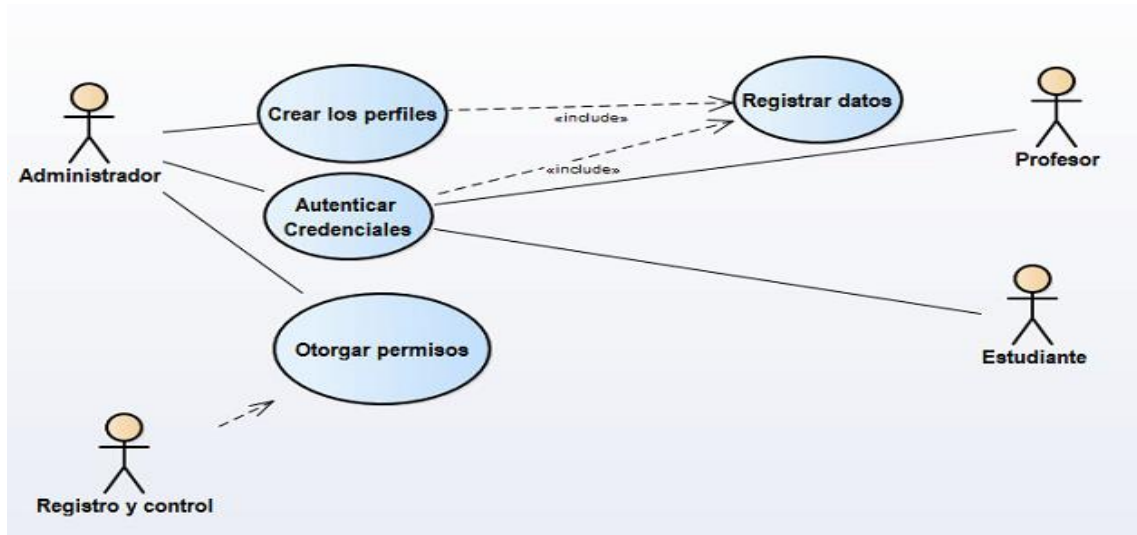 Administrador
Crear los perfiles
«include»
Registrar datos
Profesor
«include»
Autenticar
Credenciales
Otorgar permisos
Estudiante
Registro y control